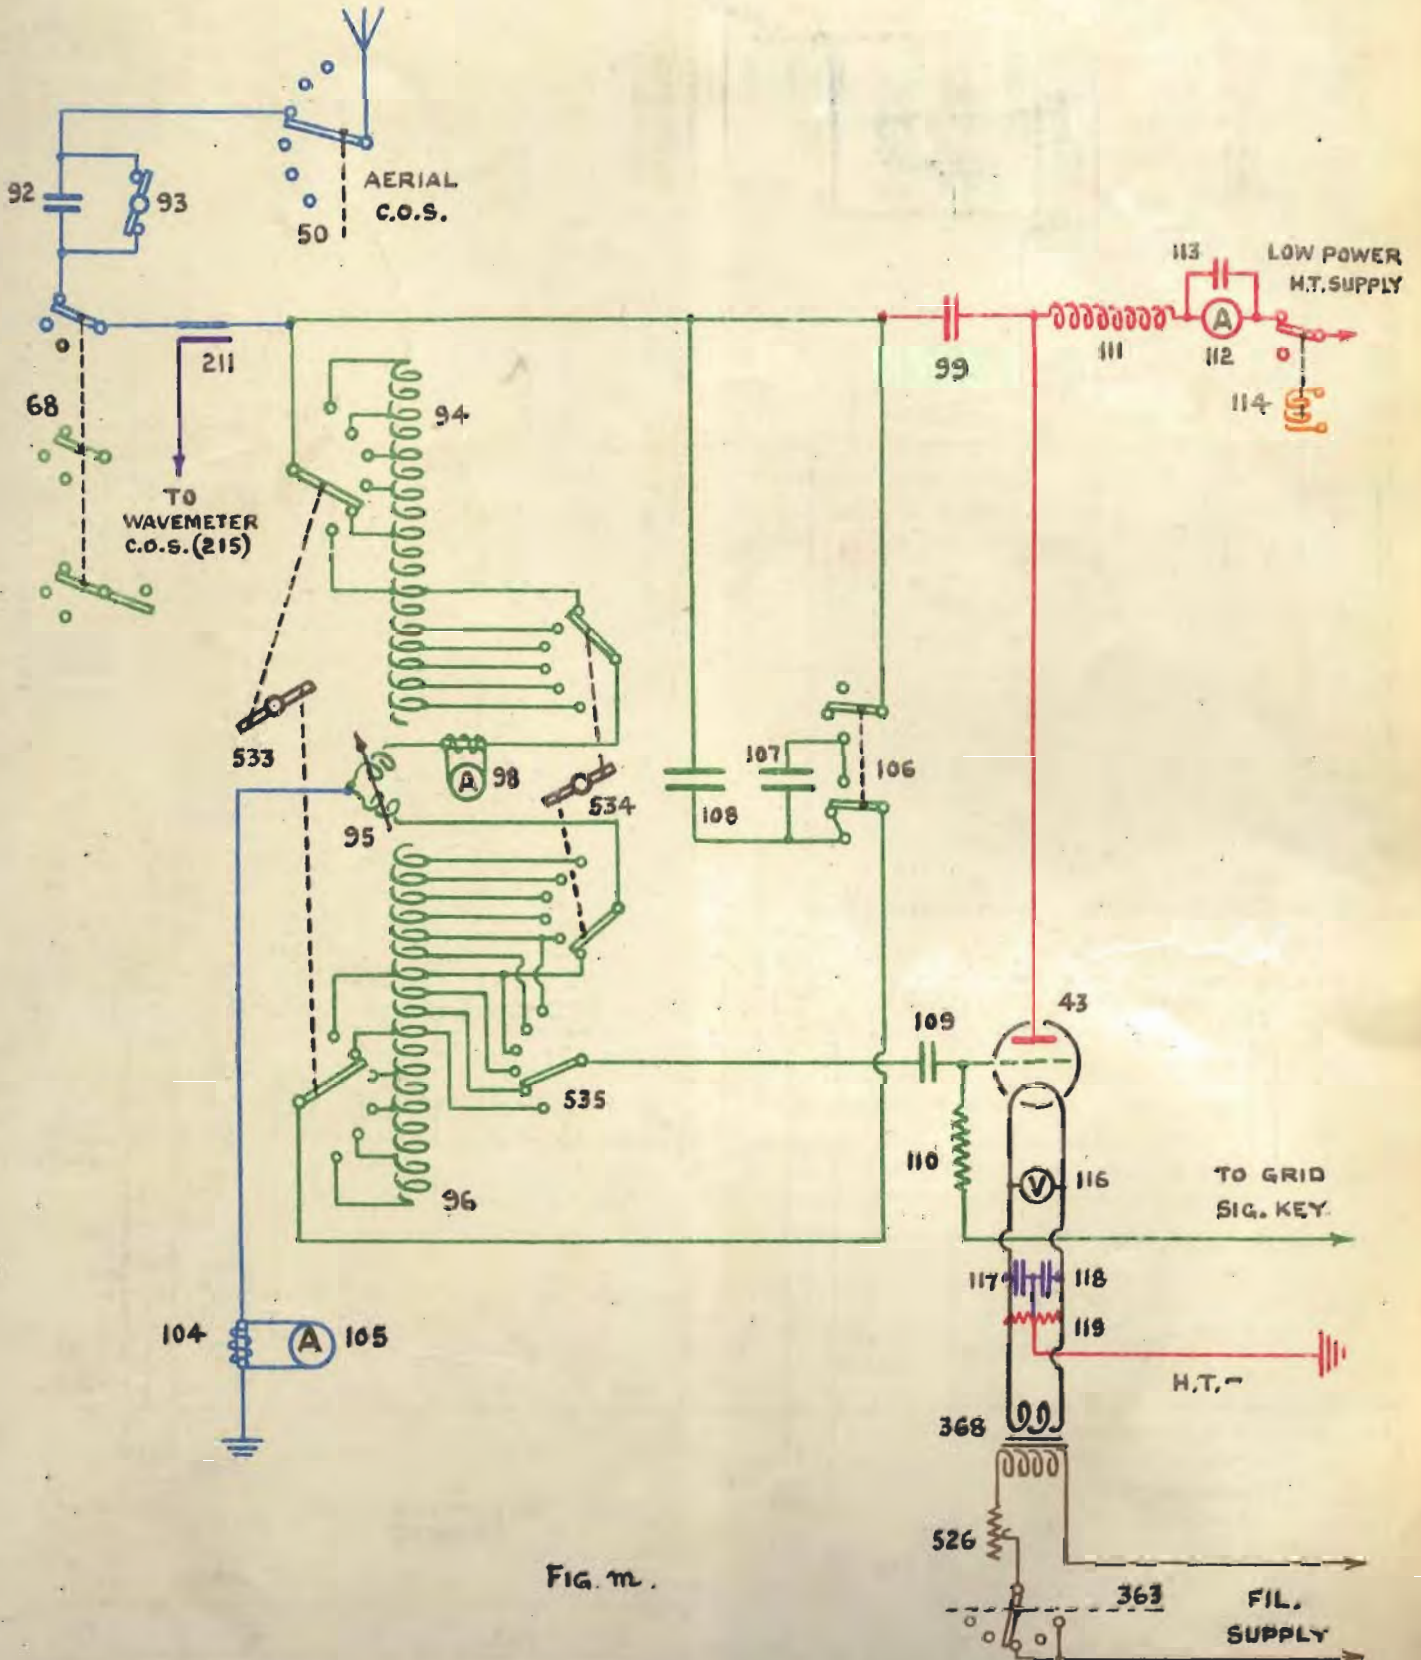 AERIAL
C.O.S.
50
92
93
68
211
TO
WAVEMETER
C.O.S.(215)
94
99
111
113
A
112
LOW POWER
H.T. SUPPLY
114
533
A
98
534
95
107
108
106
96
535
109
43
110
V
116
TO GRID
SIG. KEY.
117
118
119
H.T.-
104
A
105
368
526
363
FIL.
SUPPLY
FIG. m.